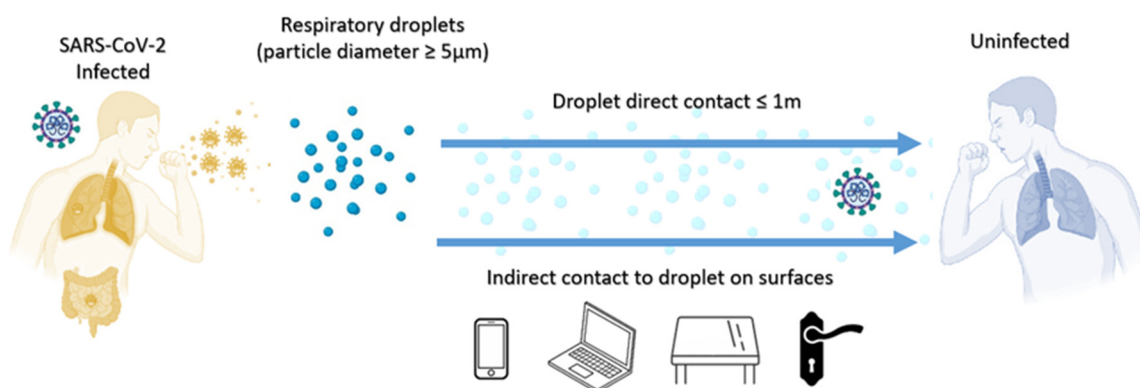 SARS-CoV-2
Infected
Respiratory droplets
(particle diameter ≥ 5μm)
Uninfected
Droplet direct contact ≤ 1m
Indirect contact to droplet on surfaces